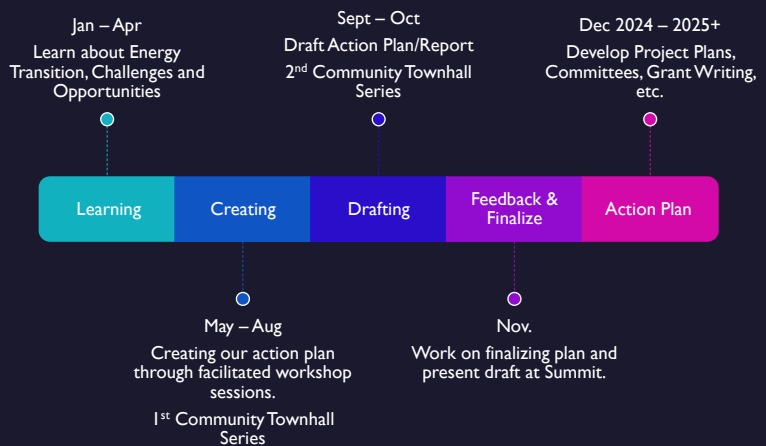 Jan – Apr
Learn about Energy
Transition, Challenges and
Opportunities
Sept – Oct
Draft Action Plan/Report
2nd Community Townhall
Series
Dec 2024 – 2025+
Develop Project Plans,
Committees, Grant Writing,
etc.
Learning
Creating
Drafting
Feedback &
Finalize
Action Plan
May – Aug
Creating our action plan
through facilitated workshop
sessions.
1st Community Townhall
Series
Nov.
Work on finalizing plan and
present draft at Summit.